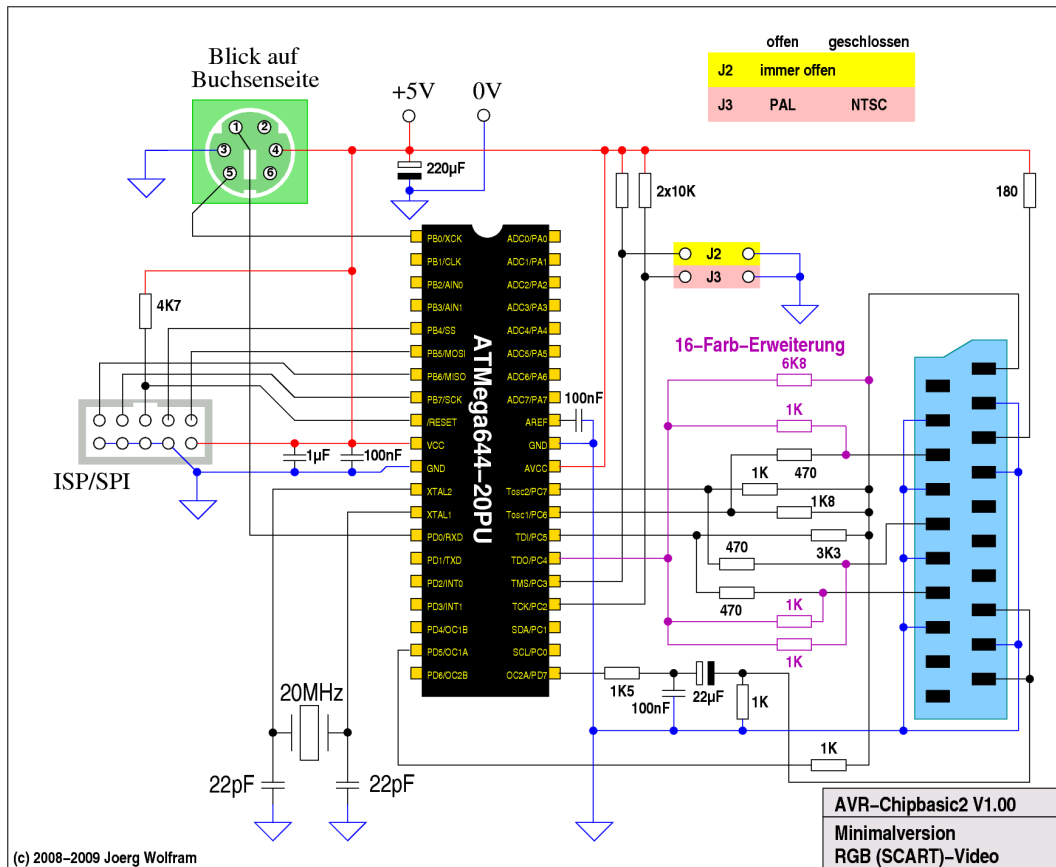 Blick auf
Buchsenseite
1
2
3
4
5
6
+5V
0V
220µF
offen geschlossen
J2 immer offen
J3 PAL NTSC
2x10K
180
J2
J3
4K7
ISP/SPI
1µF
100nF
ATMega644-20PU
PB0/XCK
PB1/CLK
PB2/AIN0
PB3/AIN1
PB4/SS
PB5/MOSI
PB6/MISO
PB7/SCK
/RESET
VCC
GND
XTAL2
XTAL1
PD0/RXD
PD1/TXD
PD2/INT0
PD3/INT1
PD4/OC1B
PD5/OC1A
PD6/OC2B
ADC0/PA0
ADC1/PA1
ADC2/PA2
ADC3/PA3
ADC4/PA4
ADC5/PA5
ADC6/PA6
ADC7/PA7
AREF
GND
AVCC
Tosc2/PC7
Tosc1/PC6
TDI/PC5
TDO/PC4
TMS/PC3
TCK/PC2
SDA/PC1
SCL/PC0
OC2A/PD7
100nF
16-Farb-Erweiterung
6K8
1K
470
1K
1K8
3K3
470
470
1K
1K
1K5
100nF
22µF
1K
1K
20MHz
22pF
22pF
AVR-Chipbasic2 V1.00
Minimalversion
RGB (SCART)-Video
(c) 2008-2009 Joerg Wolfram